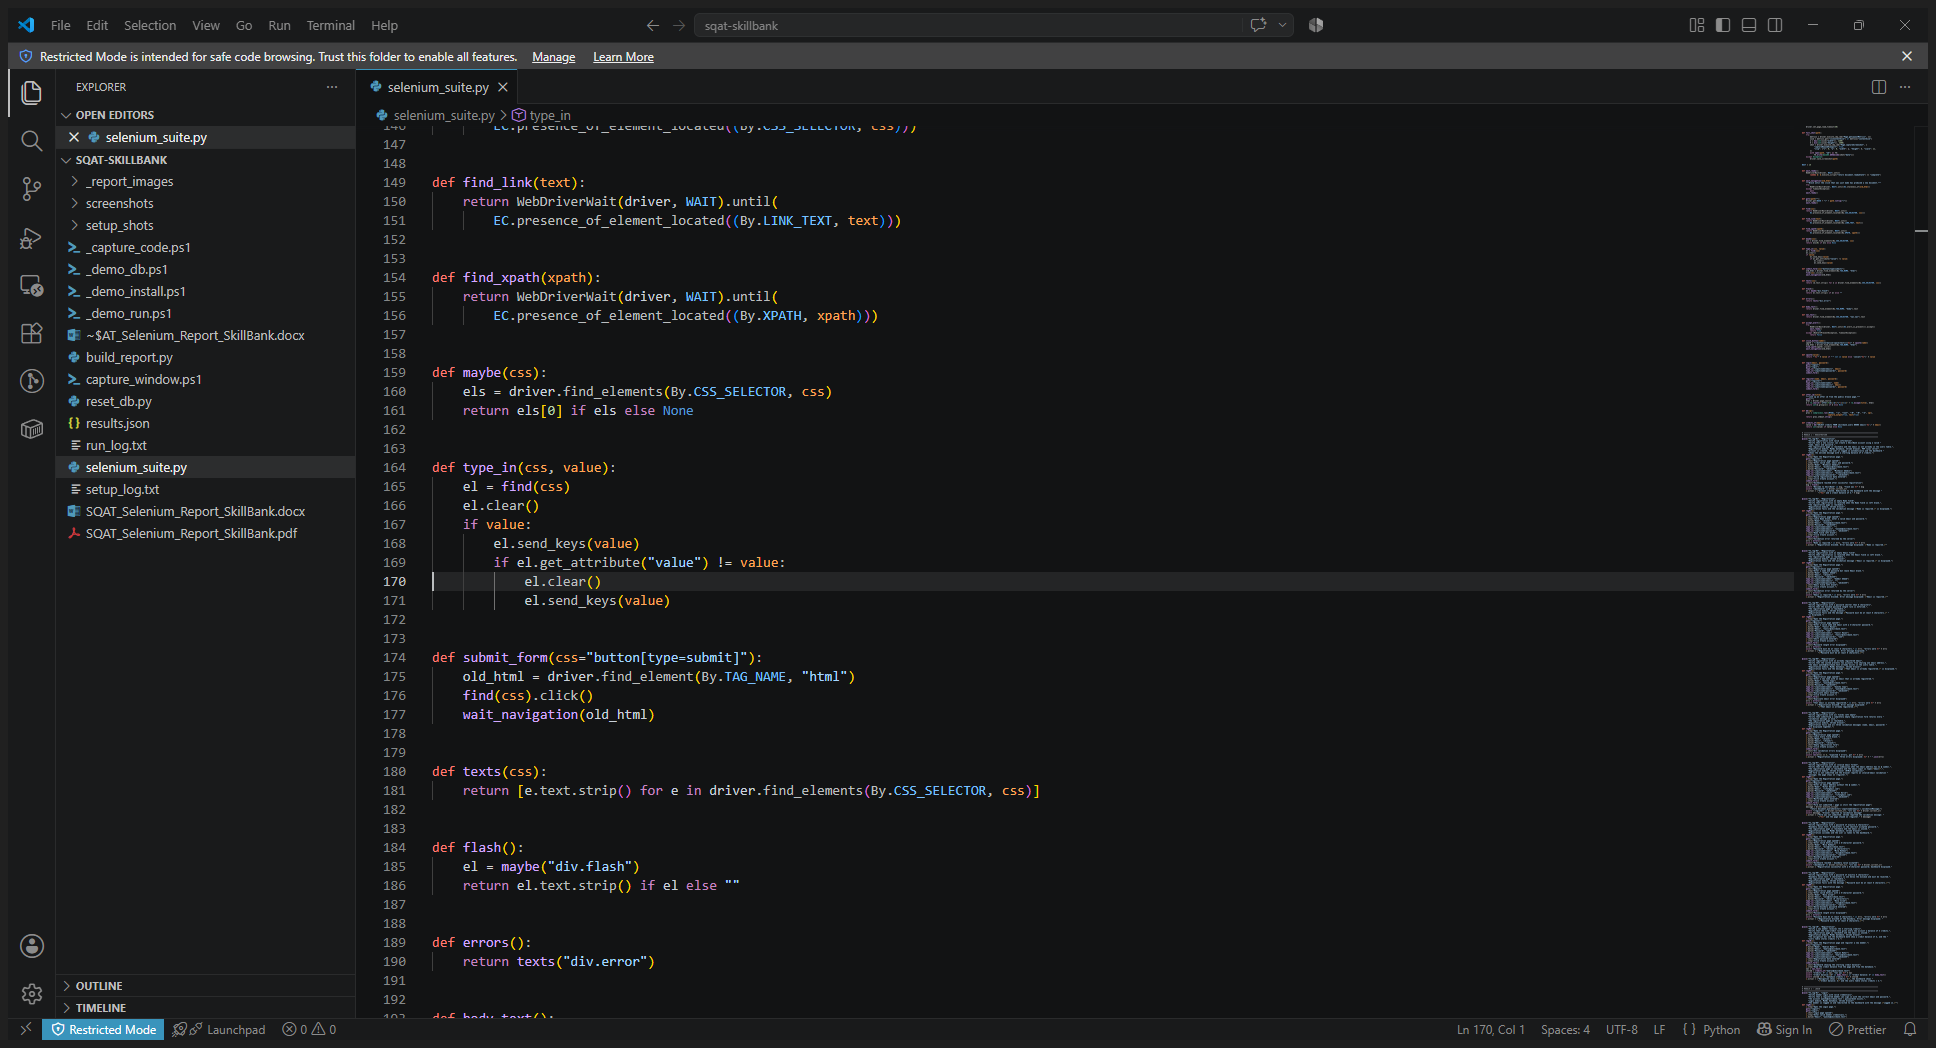 File Edit Selection View Go Run Terminal Help
sqat-skillbank
Restricted Mode is intended for safe code browsing. Trust this folder to enable all features. Manage Learn More
EXPLORER
OPEN EDITORS
selenium_suite.py
SQAT-SKILLBANK
_report_images
screenshots
setup_shots
_capture_code.ps1
_demo_db.ps1
_demo_install.ps1
_demo_run.ps1
~$AT_Selenium_Report_SkillBank.docx
build_report.py
capture_window.ps1
reset_db.py
results.json
run_log.txt
selenium_suite.py
setup_log.txt
SQAT_Selenium_Report_SkillBank.docx
SQAT_Selenium_Report_SkillBank.pdf
OUTLINE
TIMELINE
selenium_suite.py
selenium_suite.py > type_in
146 EC.presence_of_element_located((By.CSS_SELECTOR, css)))
147
148
149 def find_link(text):
150 return WebDriverWait(driver, WAIT).until(
151 EC.presence_of_element_located((By.LINK_TEXT, text)))
152
153
154 def find_xpath(xpath):
155 return WebDriverWait(driver, WAIT).until(
156 EC.presence_of_element_located((By.XPATH, xpath)))
157
158
159 def maybe(css):
160 els = driver.find_elements(By.CSS_SELECTOR, css)
161 return els[0] if els else None
162
163
164 def type_in(css, value):
165 el = find(css)
166 el.clear()
167 if value:
168 el.send_keys(value)
169 if el.get_attribute("value") != value:
170 el.clear()
171 el.send_keys(value)
172
173
174 def submit_form(css="button[type=submit]"):
175 old_html = driver.find_element(By.TAG_NAME, "html")
176 find(css).click()
177 wait_navigation(old_html)
178
179
180 def texts(css):
181 return [e.text.strip() for e in driver.find_elements(By.CSS_SELECTOR, css)]
182
183
184 def flash():
185 el = maybe("div.flash")
186 return el.text.strip() if el else ""
187
188
189 def errors():
190 return texts("div.error")
191
192
193 def body_text():
Restricted Mode Launchpad 0 0 Ln 170, Col 1 Spaces: 4 UTF-8 LF { } Python Sign In Prettier